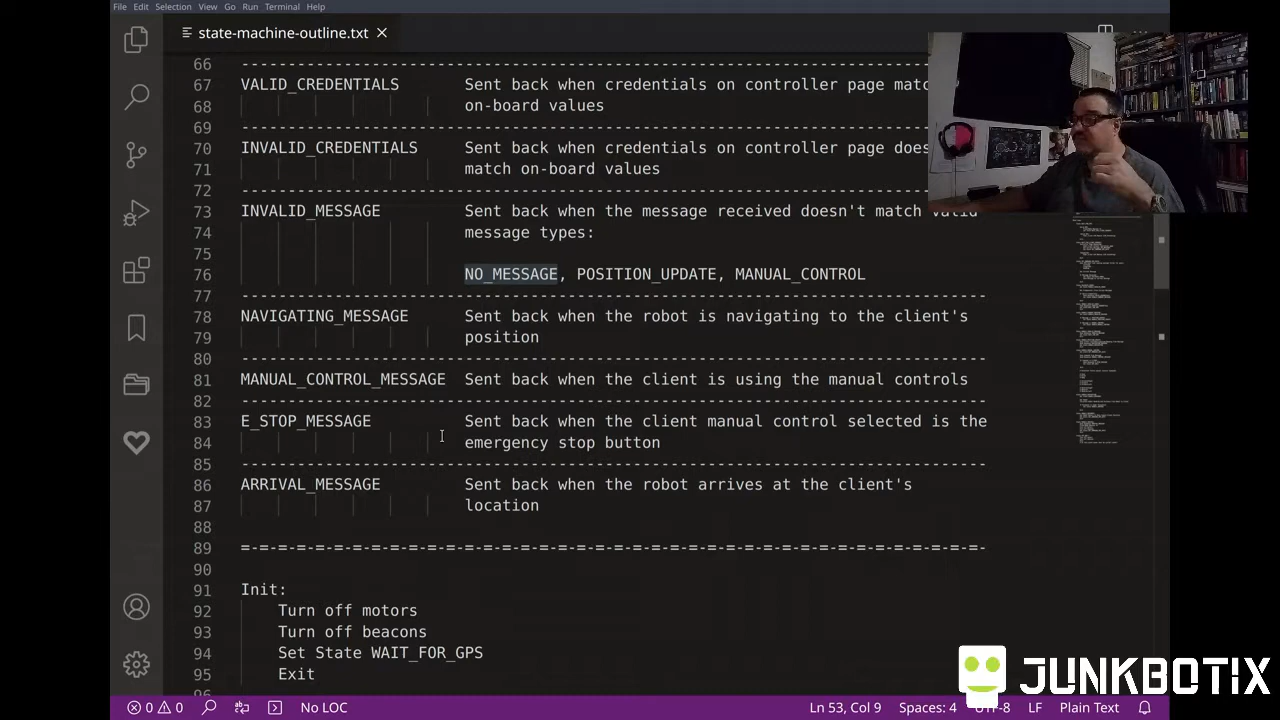 File Edit Selection View Go Run Terminal Help
state-machine-outline.txt
66 ----------------------------------------------------------------
67 VALID_CREDENTIALS Sent back when credentials on controller page
68 on-board values
69 ----------------------------------------------------------------
70 INVALID_CREDENTIALS Sent back when credentials on controller page
71 match on-board values
72 ----------------------------------------------------------------
73 INVALID_MESSAGE Sent back when the message received doesn't match valid
74 message types:
75
76 NO_MESSAGE, POSITION_UPDATE, MANUAL_CONTROL
77 ----------------------------------------------------------------
78 NAVIGATING_MESSAGE Sent back when the robot is navigating to the client's
79 position
80 ----------------------------------------------------------------
81 MANUAL_CONTROL_MESSAGE Sent back when the client is using the manual controls
82 ----------------------------------------------------------------
83 E_STOP_MESSAGE Sent back when the client manual control selected is the
84 emergency stop button
85 ----------------------------------------------------------------
86 ARRIVAL_MESSAGE Sent back when the robot arrives at the client's
87 location
88
89 =-=-=-=-=-=-=-=-=-=-=-=-=-=-=-=-=-=-=-=-=-=-=-=-=-=-=-=-=-=-=-=-=-=-=-=-=-=-=-=-
90
91 Init:
92 Turn off motors
93 Turn off beacons
94 Set State WAIT_FOR_GPS
95 Exit
JUNKBOTIX
0 0 No LOC Ln 53, Col 9 Spaces: 4 UTF-8 LF Plain Text